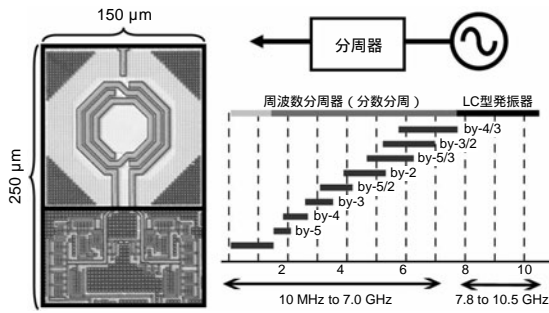 150 µm
250 µm
分周器
周波数分周器（分数分周）
LC型発振器
by-4/3
by-3/2
by-5/3
by-2
by-5/2
by-3
by-4
by-5
2 4 6 8 10
10 MHz to 7.0 GHz
7.8 to 10.5 GHz